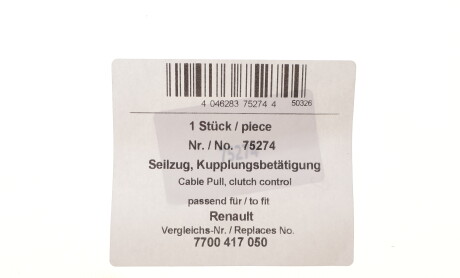 4 046283 75274 4 50326
1 Stück / piece
Nr. / No. 75274
75274
Seilzug, Kupplungsbetätigung
Cable Pull, clutch control
passend für / to fit
Renault
Vergleichs-Nr. / Replaces No.
7700 417 050